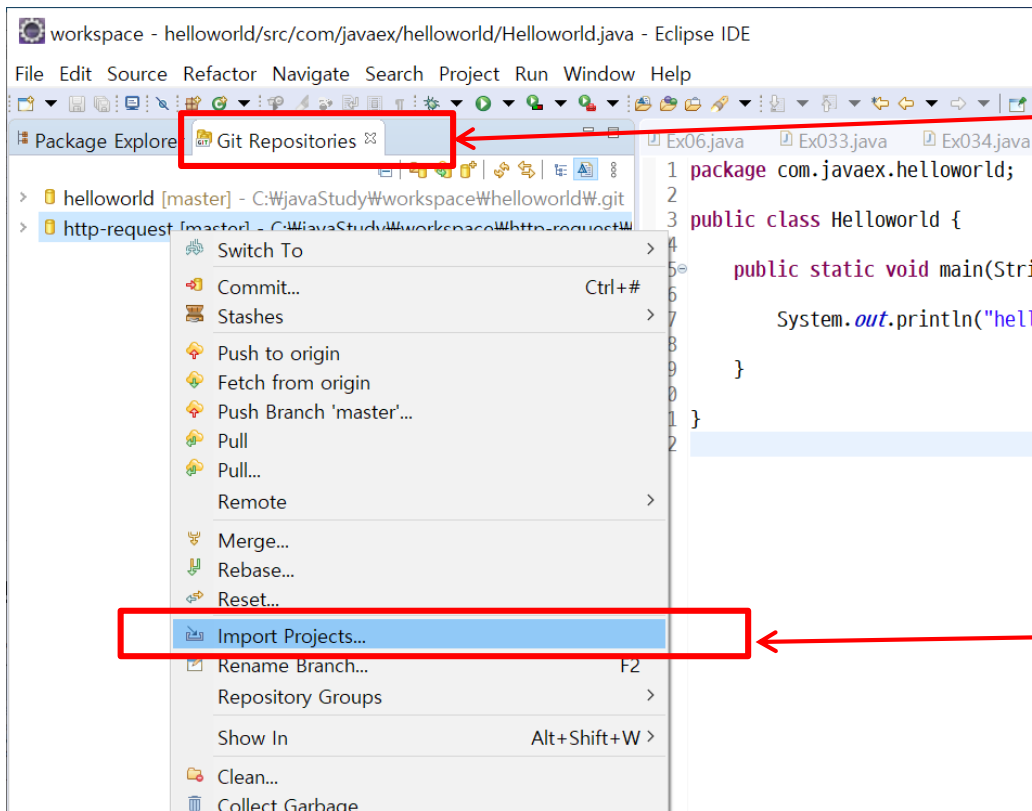 workspace - helloworld/src/com/javaex/helloworld/Helloworld.java - Eclipse IDE
File Edit Source Refactor Navigate Search Project Run Window Help
Package Explorer Git Repositories
Ex06.java Ex033.java Ex034.java
helloworld [master] - C:₩javaStudy₩workspace₩helloworld₩.git
http-request [master] - C:₩javaStudy₩workspace₩http-request₩
Switch To
Commit... Ctrl+#
Stashes
Push to origin
Fetch from origin
Push Branch 'master'...
Pull
Pull...
Remote
Merge...
Rebase...
Reset...
Import Projects...
Rename Branch... F2
Repository Groups
Show In Alt+Shift+W
Clean...
Collect Garbage
1 package com.javaex.helloworld;
2
3 public class Helloworld {
4
5 public static void main(Stri
6
7 System.out.println("hell
8
9 }
0
1 }
2